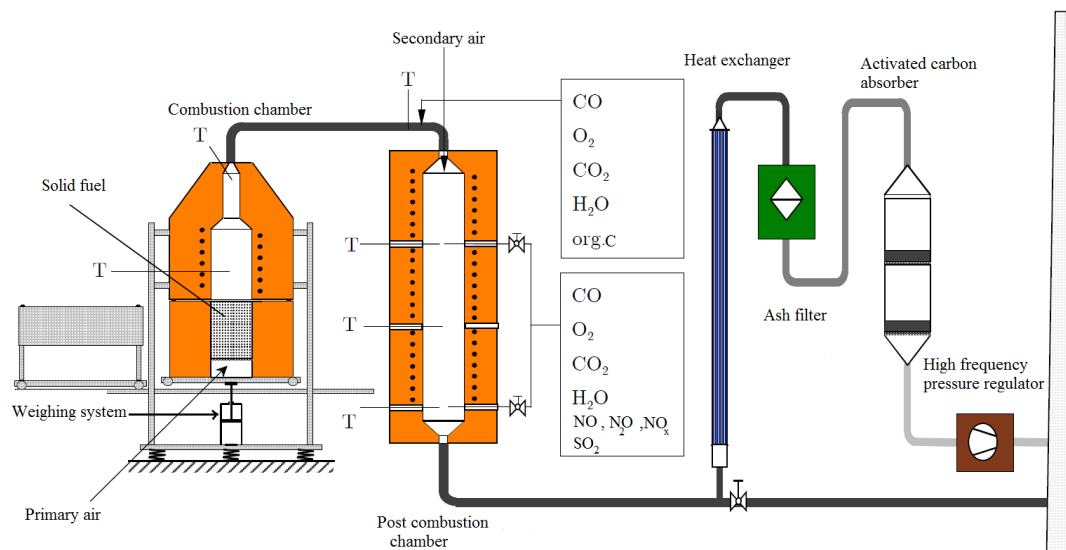 Secondary air
T
Combustion chamber
T
Solid fuel
T
Weighing system
Primary air
CO
O₂
CO₂
H₂O
org.C
T
T
T
CO
O₂
CO₂
H₂O
NO, N₂O, NOₓ
SO₂
Post combustion
chamber
Heat exchanger
Activated carbon
absorber
Ash filter
High frequency
pressure regulator